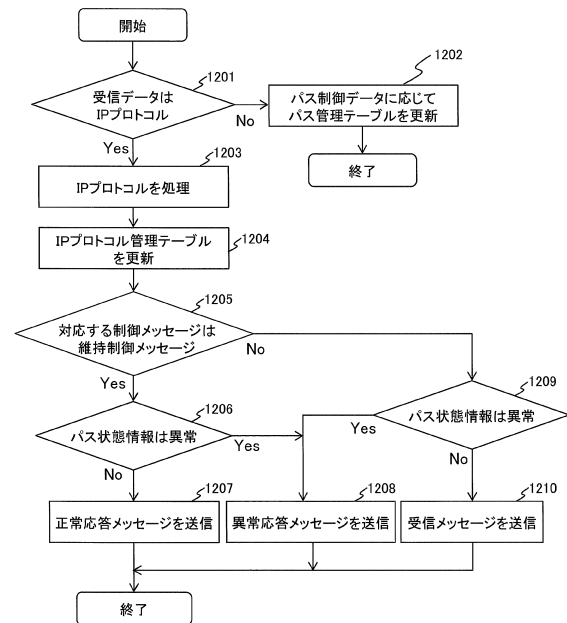 開始
1201
受信データは
IPプロトコル
No
Yes
1202
パス制御データに応じて
パス管理テーブルを更新
終了
1203
IPプロトコルを処理
1204
IPプロトコル管理テーブル
を更新
1205
対応する制御メッセージは
維持制御メッセージ
No
Yes
1206
パス状態情報は異常
Yes
No
1209
パス状態情報は異常
Yes
No
1207
正常応答メッセージを送信
1208
異常応答メッセージを送信
1210
受信メッセージを送信
終了